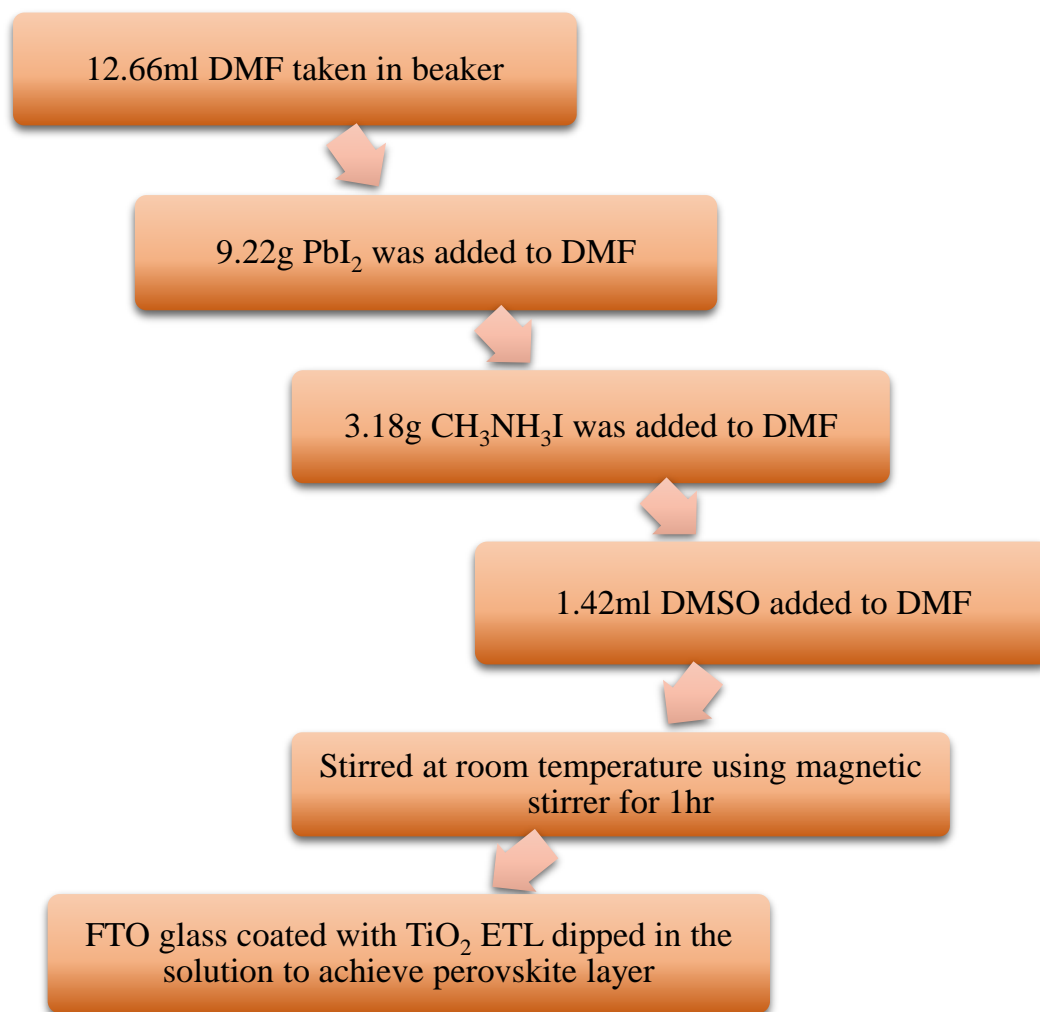 12.66ml DMF taken in beaker
9.22g PbI₂ was added to DMF
3.18g CH₃NH₃I was added to DMF
1.42ml DMSO added to DMF
Stirred at room temperature using magnetic
stirrer for 1hr
FTO glass coated with TiO₂ ETL dipped in the
solution to achieve perovskite layer